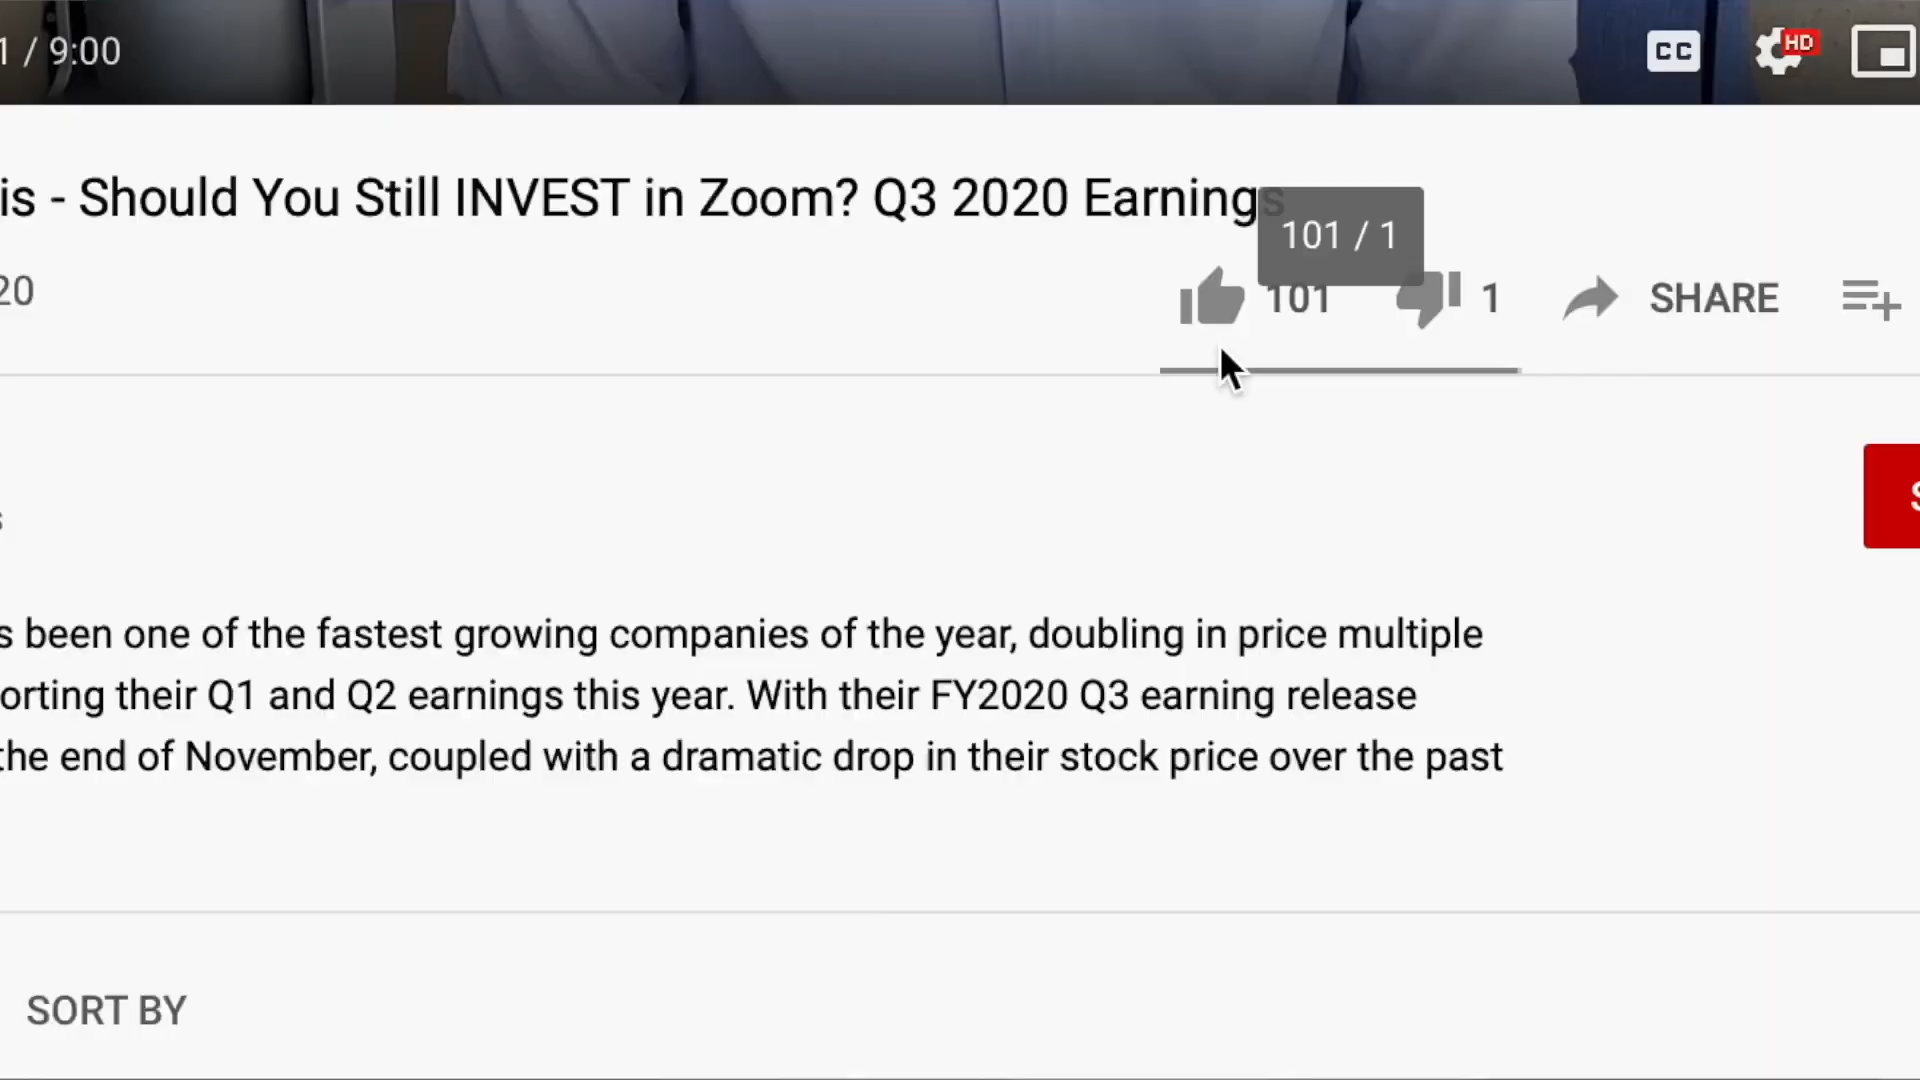 1 / 9:00
CC
HD
is - Should You Still INVEST in Zoom? Q3 2020 Earnings
101 / 1
20
101
1
SHARE
s
S
s been one of the fastest growing companies of the year, doubling in price multiple
orting their Q1 and Q2 earnings this year. With their FY2020 Q3 earning release
the end of November, coupled with a dramatic drop in their stock price over the past
SORT BY